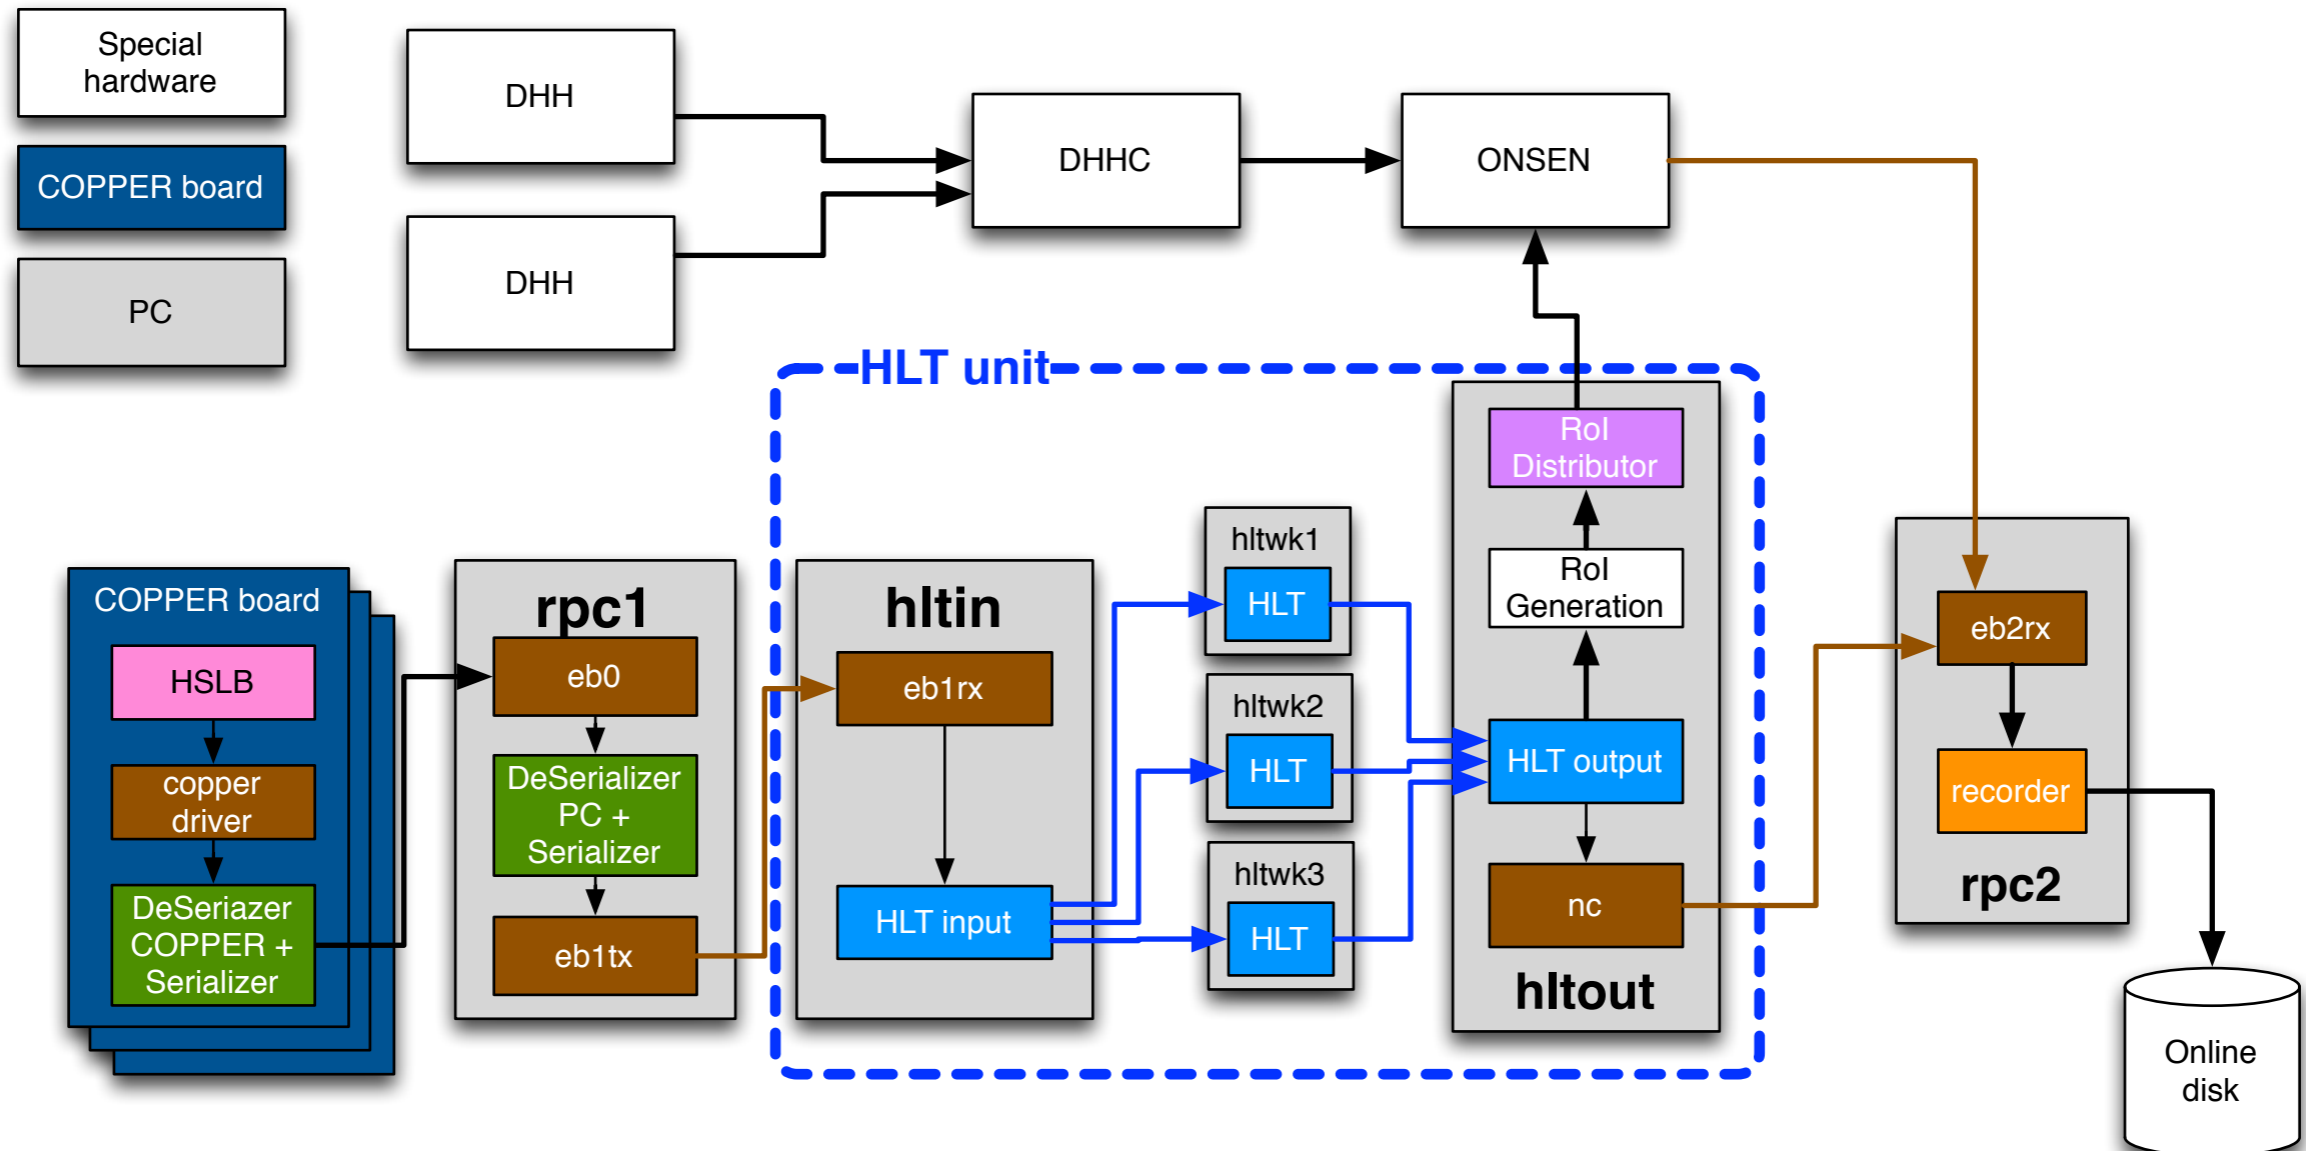 Special
hardware
COPPER board
PC
DHH
DHH
DHHC
ONSEN
HLT unit
COPPER board
HSLB
copper
driver
DeSeriazer
COPPER +
Serializer
rpc1
eb0
DeSerializer
PC +
Serializer
eb1tx
hltin
eb1rx
HLT input
hltwk1
HLT
hltwk2
HLT
hltwk3
HLT
RoI
Distributor
RoI
Generation
HLT output
nc
hltout
eb2rx
recorder
rpc2
Online
disk